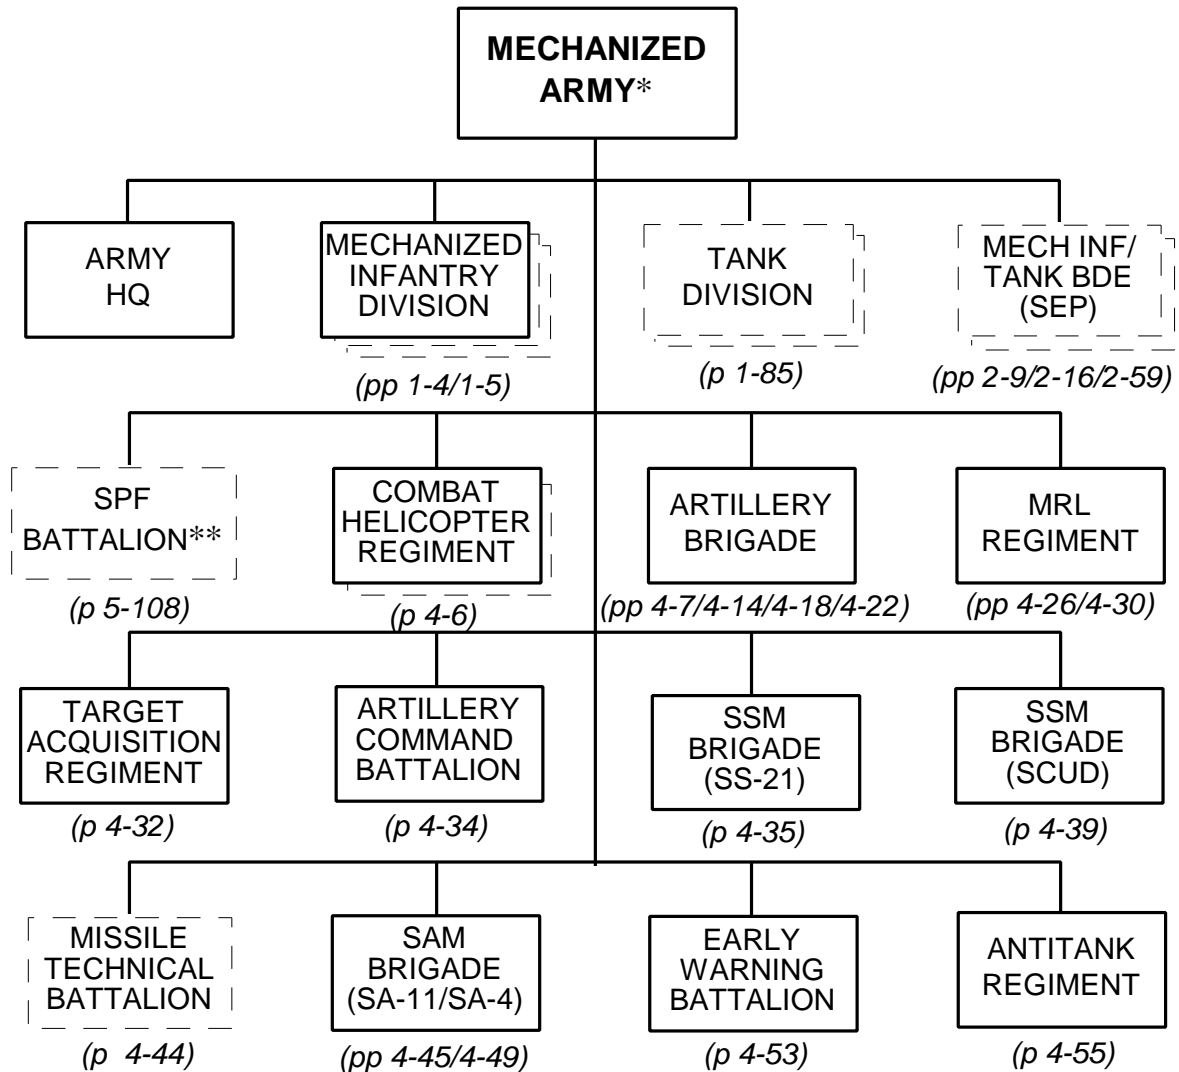 MECHANIZED
ARMY*
ARMY
HQ
MECHANIZED
INFANTRY
DIVISION
(pp 1-4/1-5)
TANK
DIVISION
(p 1-85)
MECH INF/
TANK BDE
(SEP)
(pp 2-9/2-16/2-59)
SPF
BATTALION**
(p 5-108)
COMBAT
HELICOPTER
REGIMENT
(p 4-6)
ARTILLERY
BRIGADE
(pp 4-7/4-14/4-18/4-22)
MRL
REGIMENT
(pp 4-26/4-30)
TARGET
ACQUISITION
REGIMENT
(p 4-32)
ARTILLERY
COMMAND
BATTALION
(p 4-34)
SSM
BRIGADE
(SS-21)
(p 4-35)
SSM
BRIGADE
(SCUD)
(p 4-39)
MISSILE
TECHNICAL
BATTALION
(p 4-44)
SAM
BRIGADE
(SA-11/SA-4)
(pp 4-45/4-49)
EARLY
WARNING
BATTALION
(p 4-53)
ANTITANK
REGIMENT
(p 4-55)